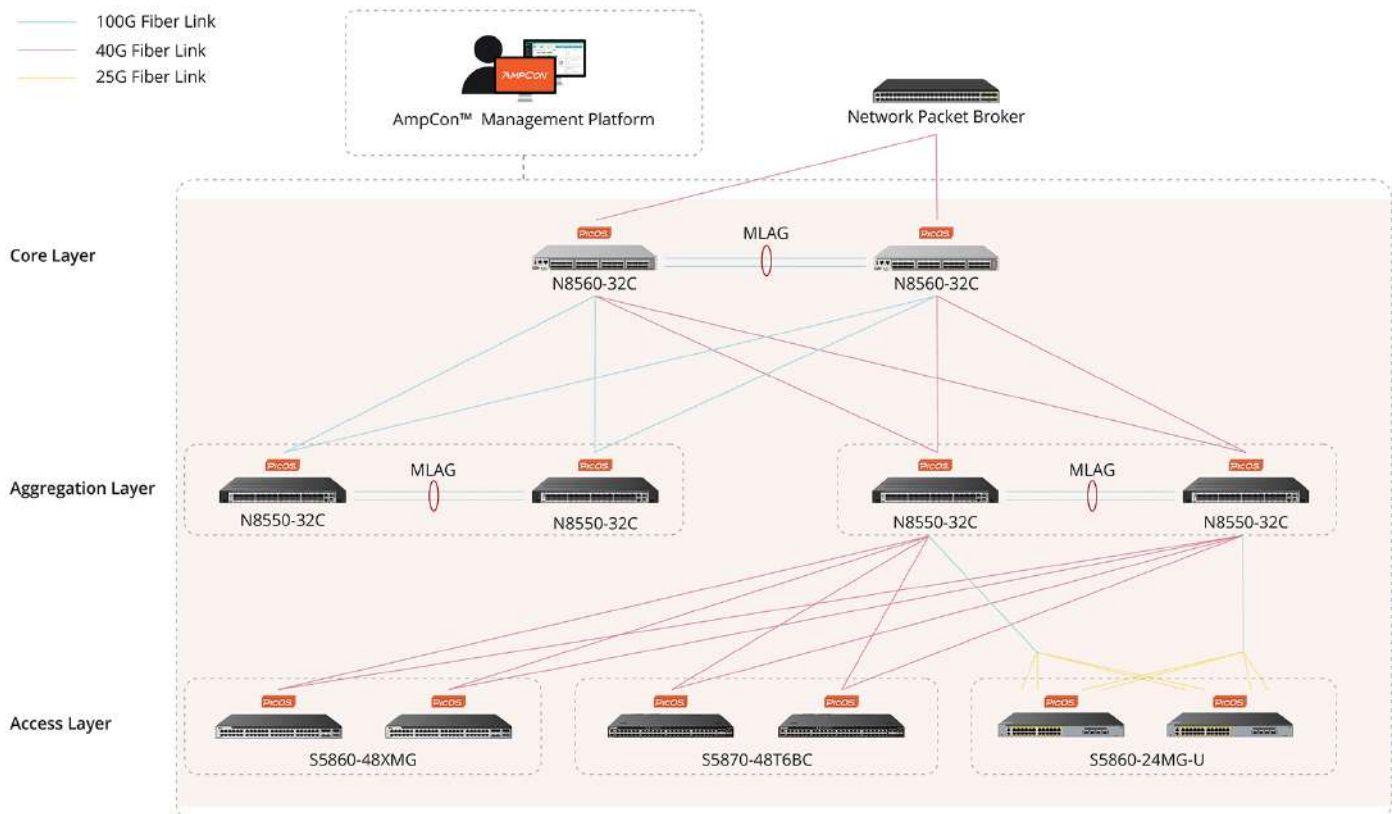 100G Fiber Link
40G Fiber Link
25G Fiber Link
AMPCON
AmpCon™ Management Platform
Network Packet Broker
Core Layer
PICOS
PICOS
MLAG
N8560-32C
N8560-32C
Aggregation Layer
PICOS
PICOS
PICOS
PICOS
MLAG
MLAG
N8550-32C
N8550-32C
N8550-32C
N8550-32C
Access Layer
PICOS
PICOS
PICOS
PICOS
PICOS
PICOS
S5860-48XMG
S5870-48T6BC
S5860-24MG-U